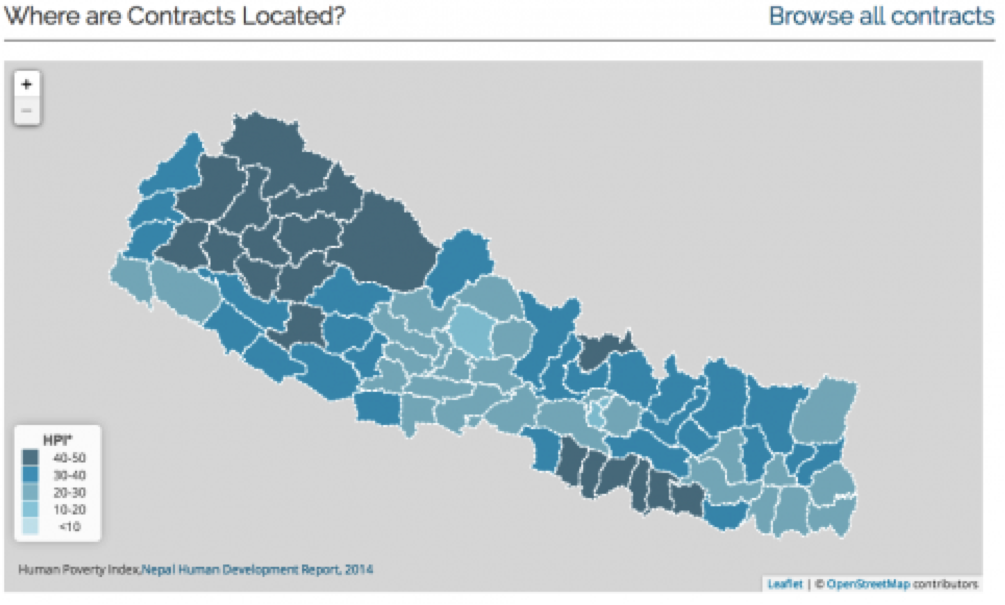 Where are Contracts Located?
Browse all contracts
+
−
HPI*
40-50
30-40
20-30
10-20
<10
Human Poverty Index,Nepal Human Development Report, 2014
Leaflet | © OpenStreetMap contributors